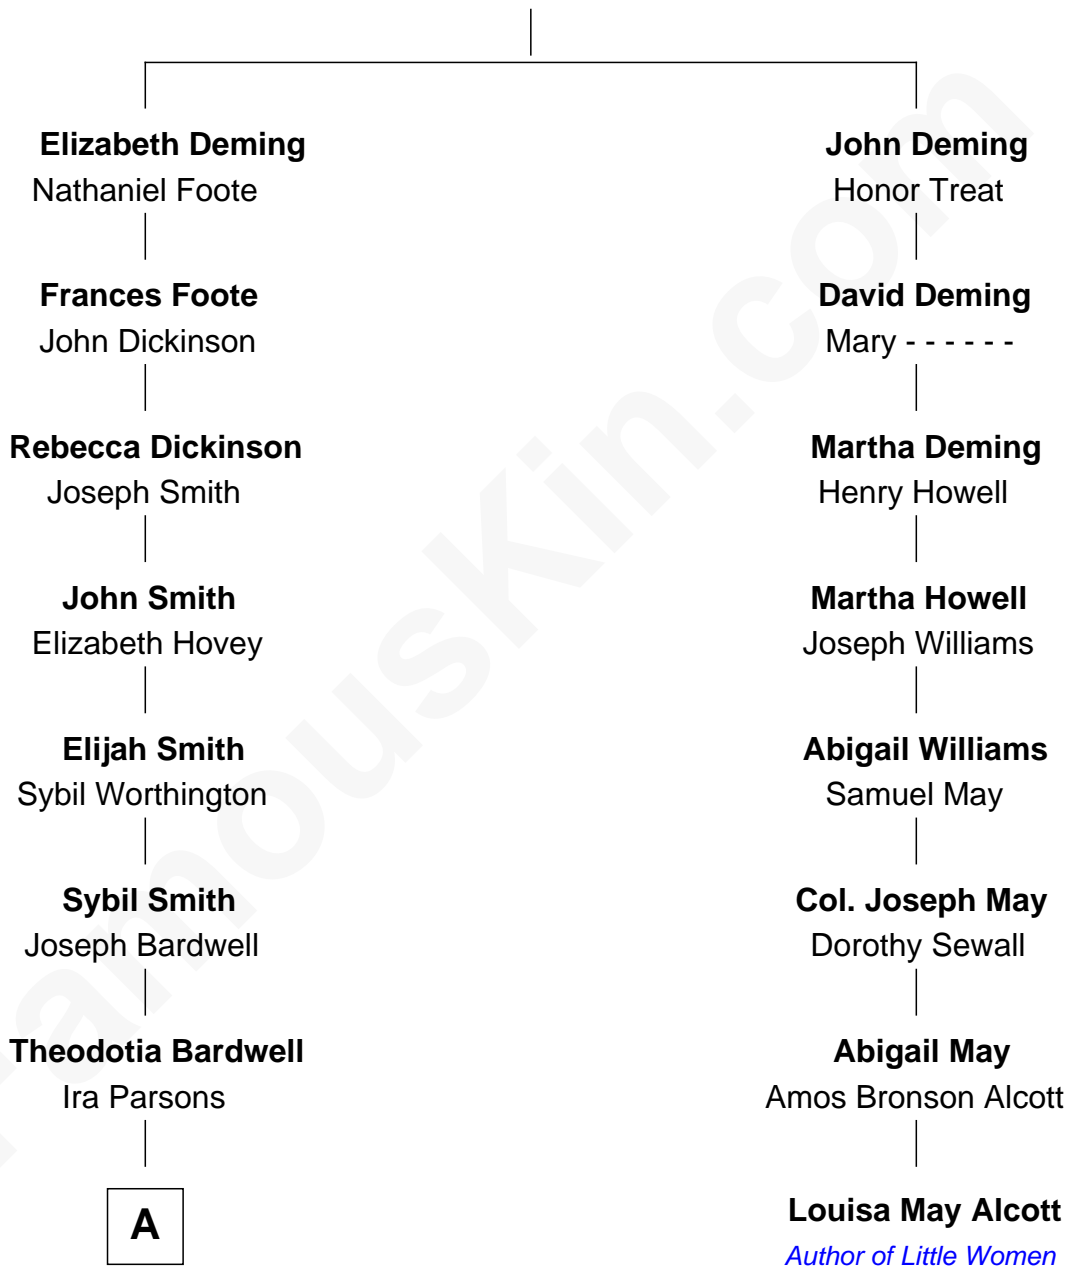 Elizabeth Deming
Nathaniel Foote
Frances Foote
John Dickinson
Rebecca Dickinson
Joseph Smith
John Smith
Elizabeth Hovey
Elijah Smith
Sybil Worthington
Sybil Smith
Joseph Bardwell
Theodotia Bardwell
Ira Parsons
A
John Deming
Honor Treat
David Deming
Mary - - - - - -
Martha Deming
Henry Howell
Martha Howell
Joseph Williams
Abigail Williams
Samuel May
Col. Joseph May
Dorothy Sewall
Abigail May
Amos Bronson Alcott
Louisa May Alcott
Author of Little Women
FamousKin.com